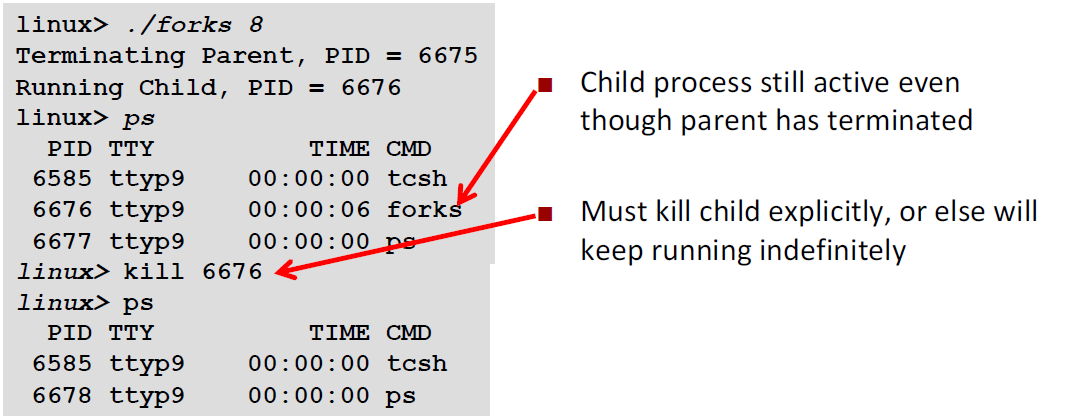 linux> ./forks 8
Terminating Parent, PID = 6675
Running Child, PID = 6676
linux> ps
PID TTY TIME CMD
6585 ttyp9 00:00:00 tcsh
6676 ttyp9 00:00:06 forks
6677 ttyp9 00:00:00 ps
linux> kill 6676
linux> ps
PID TTY TIME CMD
6585 ttyp9 00:00:00 tcsh
6678 ttyp9 00:00:00 ps
Child process still active even
though parent has terminated
Must kill child explicitly, or else will
keep running indefinitely